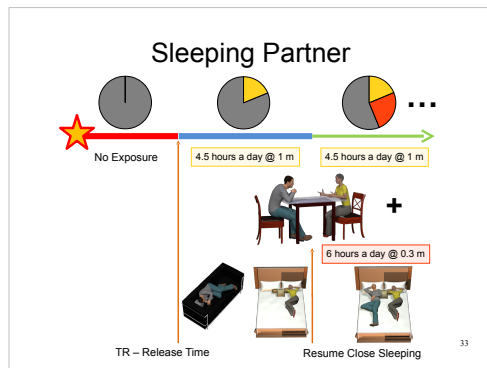 Sleeping Partner
...
No Exposure
4.5 hours a day @ 1 m
4.5 hours a day @ 1 m
+
6 hours a day @ 0.3 m
TR – Release Time
Resume Close Sleeping
33